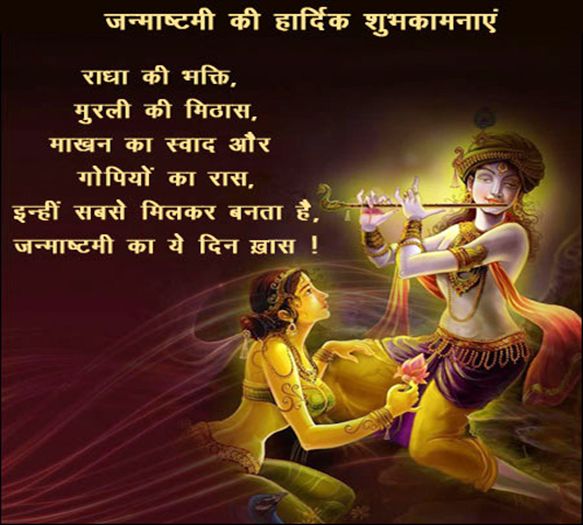 जन्माष्टमी की हार्दिक शुभकामनाएं
राधा की भक्ति,
मुरली की मिठास,
माखन का स्वाद और
गोपियों का रास,
इन्हीं सबसे मिलकर बनता है,
जन्माष्टमी का ये दिन ख़ास !